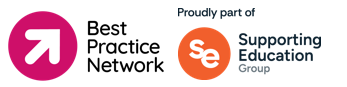 Best
Practice
Network
Proudly part of
se
Supporting
Education
Group